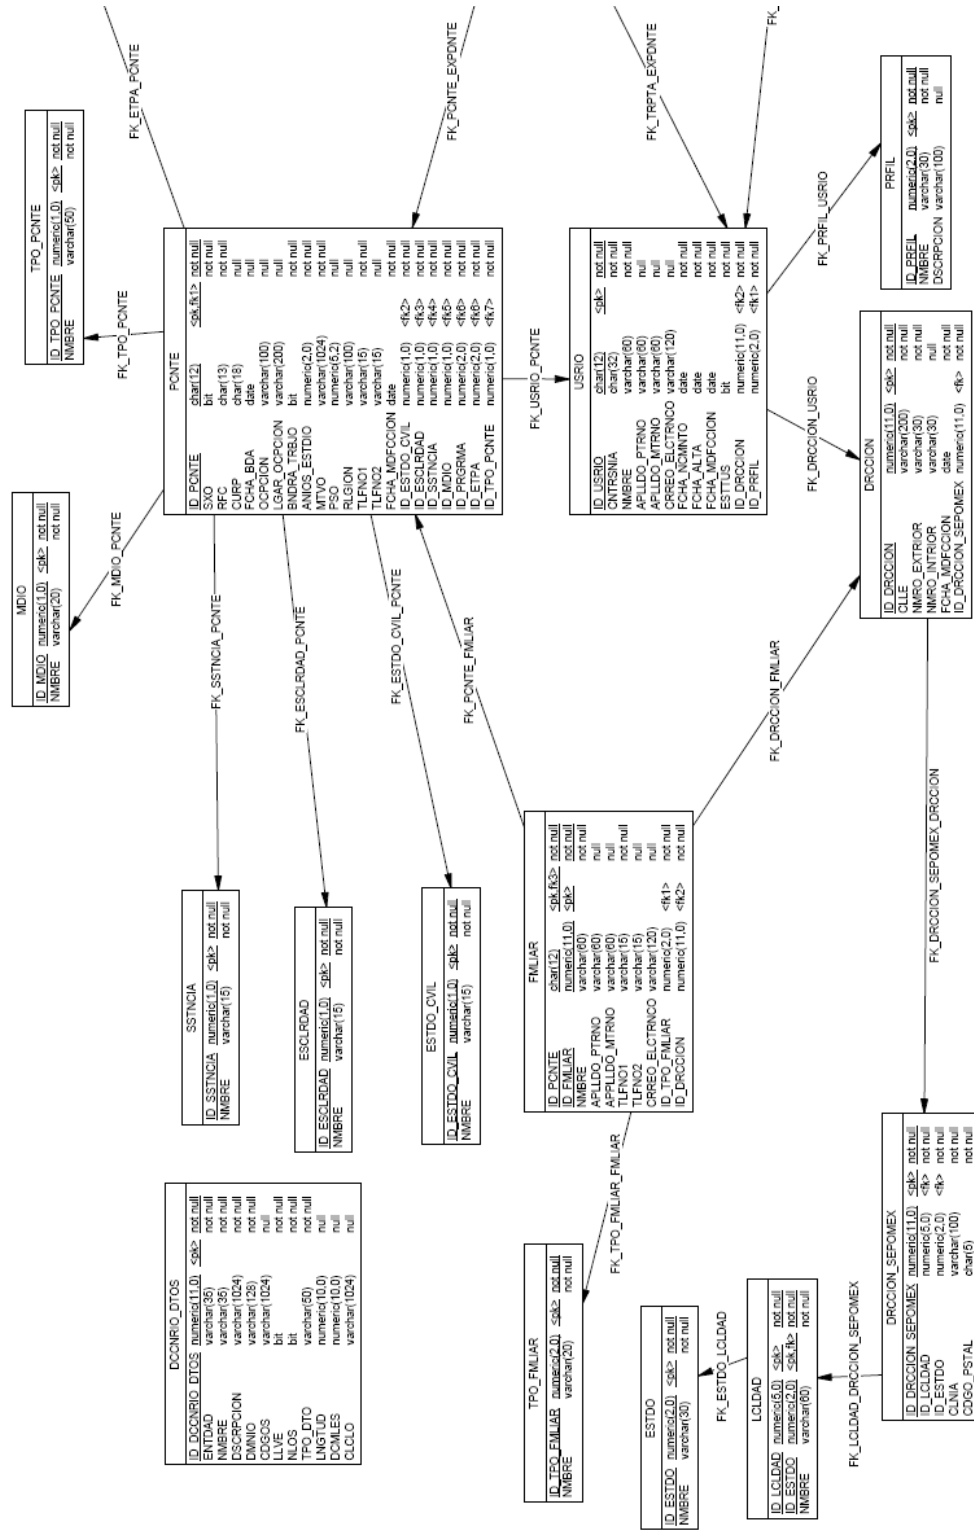 MDIO
ID_MDIO numeric(1,0) <pk> not null
NMBRE varchar(20) not null
TPO_PCNTE
ID_TPO_PCNTE numeric(1,0) <pk> not null
NMBRE varchar(50) not null
FK_MDIO_PCNTE
FK_TPO_PCNTE
FK_ETPA_PCNTE
DCCNRIO_DTOS
ID_DCCNRIO_DTOS numeric(11,0) <pk> not null
ENTDAD varchar(35) not null
NMBRE varchar(35) not null
DSCRPCION varchar(1024) not null
DMNIO varchar(128) not null
CDGOS varchar(1024) null
LLVE bit not null
NLOS bit not null
TPO_DTO varchar(50) not null
LNGTUD numeric(10,0) null
DCMLES numeric(10,0) null
CLCLO varchar(1024) null
SSTNCIA
ID_SSTNCIA numeric(1,0) <pk> not null
NMBRE varchar(15) not null
FK_SSTNCIA_PCNTE
PCNTE
ID_PCNTE char(12) <pk,fk1> not null
SXO bit not null
RFC char(13) not null
CURP char(18) null
FCHA_BDA date null
OCPCION varchar(100) null
LGAR_OCPCION varchar(200) null
BNDRA_TRBJO bit not null
ANIOS_ESTDIO numeric(2,0) null
MTVO varchar(1024) not null
PSO numeric(5,2) null
RLGION varchar(100) null
TLFNO1 varchar(15) not null
TLFNO2 varchar(15) null
FCHA_MDFCCION date not null
ID_ESTDO_CVIL numeric(1,0) <fk2> not null
ID_ESCLRDAD numeric(1,0) <fk3> not null
ID_SSTNCIA numeric(1,0) <fk4> not null
ID_MDIO numeric(1,0) <fk5> not null
ID_PRGRMA numeric(2,0) <fk6> not null
ID_ETPA numeric(2,0) <fk6> not null
ID_TPO_PCNTE numeric(1,0) <fk7> not null
ESCLRDAD
ID_ESCLRDAD numeric(1,0) <pk> not null
NMBRE varchar(15) not null
FK_ESCLRDAD_PCNTE
ESTDO_CVIL
ID_ESTDO_CVIL numeric(1,0) <pk> not null
NMBRE varchar(15) not null
FK_ESTDO_CVIL_PCNTE
FK_PCNTE_FMLIAR
FK_PCNTE_EXPDNTE
FK_USRIO_PCNTE
TPO_FMLIAR
ID_TPO_FMLIAR numeric(2,0) <pk> not null
NMBRE varchar(20) not null
FK_TPO_FMLIAR_FMLIAR
FMLIAR
ID_PCNTE char(12) <pk,fk3> not null
ID_FMLIAR numeric(11,0) <pk> not null
NMBRE varchar(60) not null
APLLDO_PTRNO varchar(60) null
APPLLDO_MTRNO varchar(60) null
TLFNO1 varchar(15) not null
TLFNO2 varchar(15) null
CRREO_ELCTRNCO varchar(120) null
ID_TPO_FMLIAR numeric(2,0) <fk1> not null
ID_DRCCION numeric(11,0) <fk2> not null
USRIO
ID_USRIO char(12) <pk> not null
CNTRSNIA char(32) not null
NMBRE varchar(60) not null
APLLDO_PTRNO varchar(60) null
APLLDO_MTRNO varchar(60) null
CRREO_ELCTRNCO varchar(120) null
FCHA_NCMNTO date not null
FCHA_ALTA date not null
FCHA_MDFCCION date not null
ESTTUS bit not null
ID_DRCCION numeric(11,0) <fk2> not null
ID_PRFIL numeric(2,0) <fk1> not null
FK_TRPTA_EXPDNTE
FK_
ESTDO
ID_ESTDO numeric(2,0) <pk> not null
NMBRE varchar(30) not null
FK_ESTDO_LCLDAD
LCLDAD
ID_LCLDAD numeric(5,0) <pk> not null
ID_ESTDO numeric(2,0) <pk,fk> not null
NMBRE varchar(60) not null
FK_DRCCION_FMLIAR
FK_DRCCION_USRIO
FK_PRFIL_USRIO
FK_LCLDAD_DRCCION_SEPOMEX
DRCCION
ID_DRCCION numeric(11,0) <pk> not null
CLLE varchar(200) not null
NMRO_EXTRIOR varchar(30) not null
NMRO_INTRIOR varchar(30) null
FCHA_MDFCCION date not null
ID_DRCCION_SEPOMEX numeric(11,0) <fk> not null
PRFIL
ID_PRFIL numeric(2,0) <pk> not null
NMBRE varchar(30) not null
DSCRPCION varchar(100) null
DRCCION_SEPOMEX
ID_DRCCION_SEPOMEX numeric(11,0) <pk> not null
ID_LCLDAD numeric(5,0) <fk> not null
ID_ESTDO numeric(2,0) <fk> not null
CLNIA varchar(100) not null
CDGO_PSTAL char(5) not null
FK_DRCCION_SEPOMEX_DRCCION